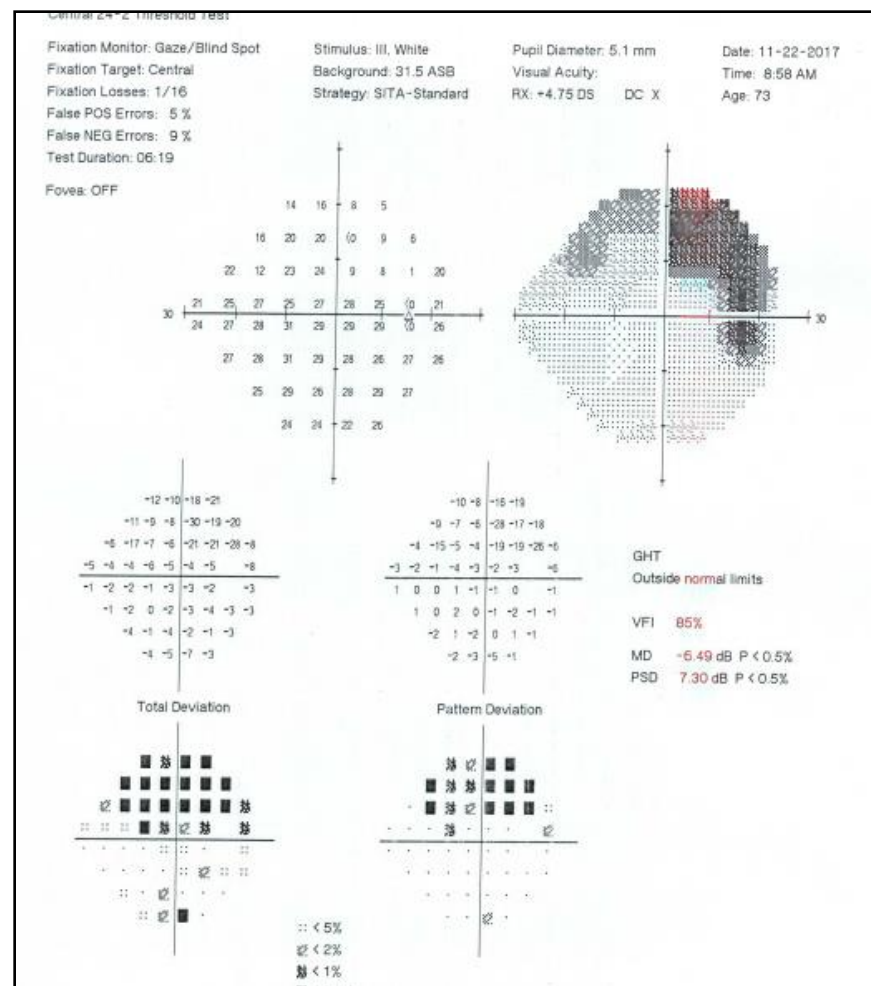 Central 24-2 Threshold Test
Fixation Monitor: Gaze/Blind Spot Stimulus: III, White Pupil Diameter: 5.1 mm Date: 11-22-2017
Fixation Target: Central Background: 31.5 ASB Visual Acuity: Time: 8:58 AM
Fixation Losses: 1/16 Strategy: SITA-Standard RX: +4.75 DS DC X Age: 73
False POS Errors: 5 %
False NEG Errors: 9 %
Test Duration: 06:19
Fovea: OFF
14 16 8 5
16 20 20 <0 9 6
22 12 23 24 9 8 1 20
21 25 27 25 27 28 25 <0 21
30 30
24 27 28 31 29 29 29 <0 26
27 28 31 29 28 26 27 26
25 29 26 28 29 27
24 24 22 26
-12 -10 -18 -21 -10 -8 -16 -19
-11 -9 -8 -30 -19 -20 -9 -7 -6 -28 -17 -18
-6 -17 -7 -6 -21 -21 -28 -8 -4 -15 -5 -4 -19 -19 -26 -6
-5 -4 -4 -6 -5 -4 -5 -8 -3 -2 -1 -4 -3 -2 -3 -6
-1 -2 -2 -1 -3 -3 -2 -3 1 0 0 1 -1 -1 0 -1
-1 -2 0 -2 -3 -4 -3 -3 1 0 2 0 -1 -2 -1 -1
-4 -1 -4 -2 -1 -3 -2 1 -2 0 1 -1
-4 -5 -7 -3 -2 -3 -5 -1
GHT
Outside normal limits
VFI 85%
MD -6.49 dB P < 0.5%
PSD 7.30 dB P < 0.5%
Total Deviation Pattern Deviation
< 5%
< 2%
< 1%